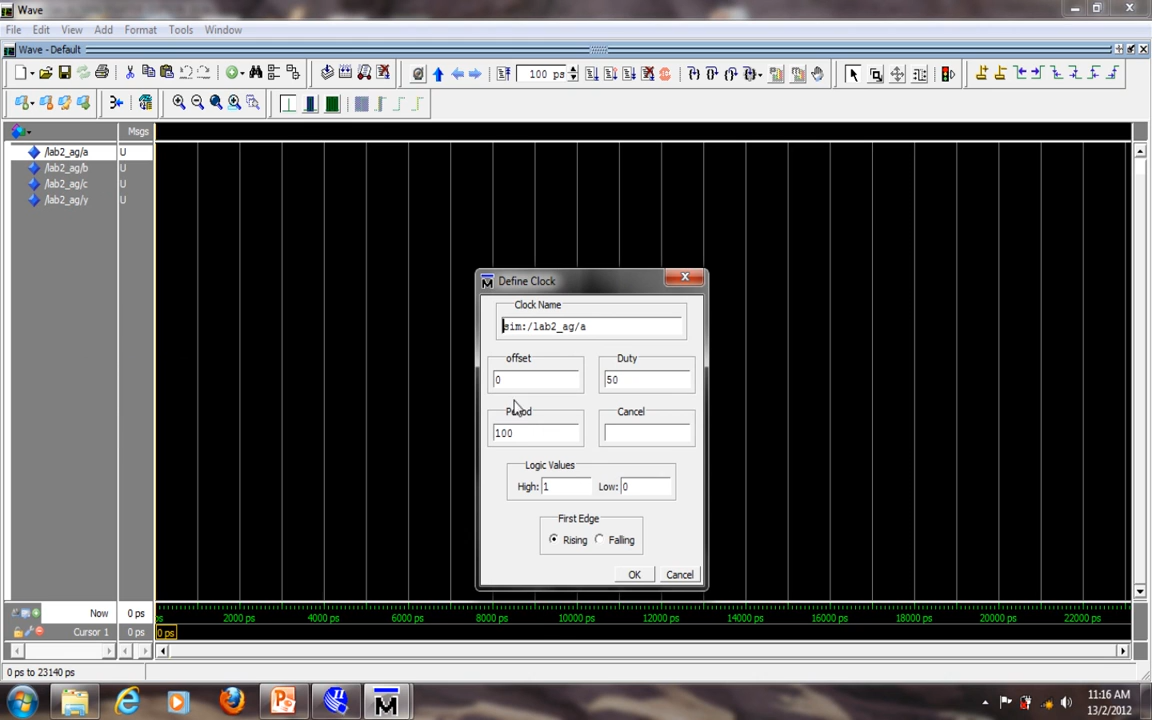 Wave
File Edit View Add Format Tools Window
Wave - Default
100 ps
Msgs
/lab2_ag/a U
/lab2_ag/b U
/lab2_ag/c U
/lab2_ag/y U
Define Clock
Clock Name
sim:/lab2_ag/a
offset Duty
0 50
Period Cancel
100
Logic Values
High: 1 Low: 0
First Edge
Rising Falling
OK Cancel
Now 0 ps
ps 2000 ps 4000 ps 6000 ps 8000 ps 10000 ps 12000 ps 14000 ps 16000 ps 18000 ps 20000 ps 22000 ps
Cursor 1 0 ps 0 ps
0 ps to 23140 ps
11:16 AM
13/2/2012